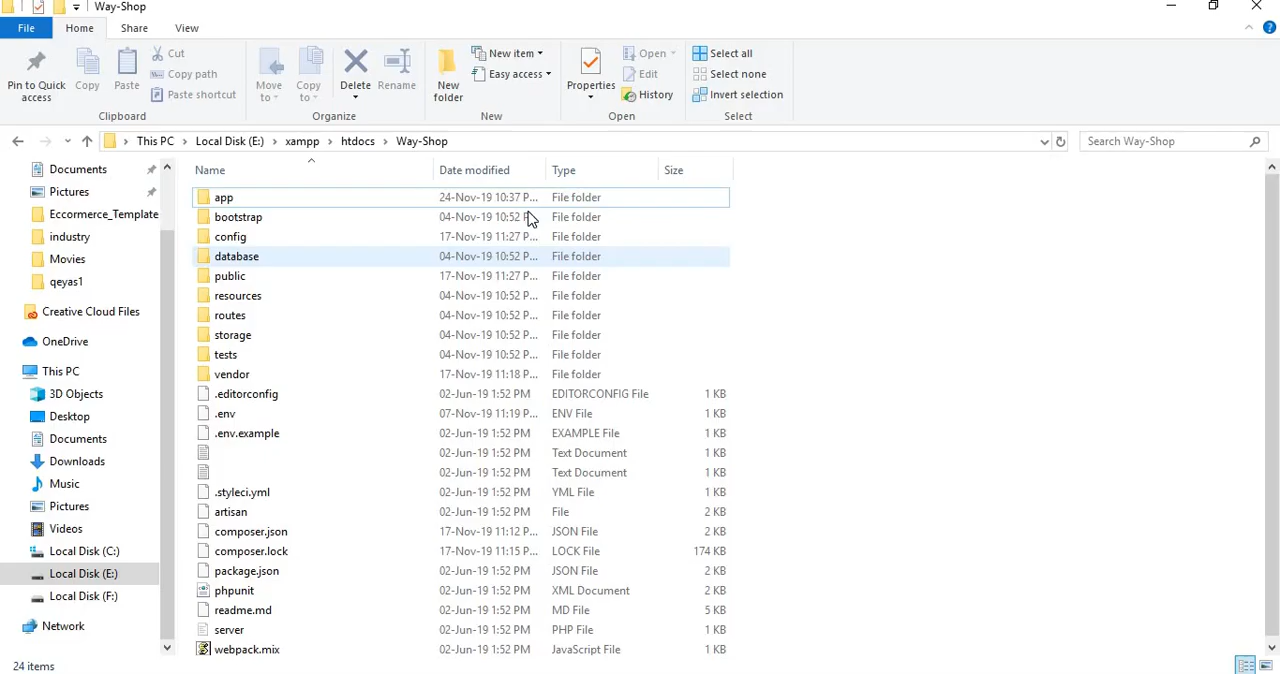 Way-Shop
File Home Share View
Pin to Quick access
Copy
Paste
Cut
Copy path
Paste shortcut
Clipboard
Move to
Copy to
Delete
Rename
Organize
New folder
New item
Easy access
New
Properties
Open
Edit
History
Open
Select all
Select none
Invert selection
Select
This PC > Local Disk (E:) > xampp > htdocs > Way-Shop
Search Way-Shop
Documents
Pictures
Eccormerce_Template
industry
Movies
qeyas1
Creative Cloud Files
OneDrive
This PC
3D Objects
Desktop
Documents
Downloads
Music
Pictures
Videos
Local Disk (C:)
Local Disk (E:)
Local Disk (F:)
Network
Name Date modified Type Size
app 24-Nov-19 10:37 P... File folder
bootstrap 04-Nov-19 10:52 P... File folder
config 17-Nov-19 11:27 P... File folder
database 04-Nov-19 10:52 P... File folder
public 17-Nov-19 11:27 P... File folder
resources 04-Nov-19 10:52 P... File folder
routes 04-Nov-19 10:52 P... File folder
storage 04-Nov-19 10:52 P... File folder
tests 04-Nov-19 10:52 P... File folder
vendor 17-Nov-19 11:18 P... File folder
.editorconfig 02-Jun-19 1:52 PM EDITORCONFIG File 1 KB
.env 07-Nov-19 11:19 P... ENV File 1 KB
.env.example 02-Jun-19 1:52 PM EXAMPLE File 1 KB
02-Jun-19 1:52 PM Text Document 1 KB
02-Jun-19 1:52 PM Text Document 1 KB
.styleci.yml 02-Jun-19 1:52 PM YML File 1 KB
artisan 02-Jun-19 1:52 PM File 2 KB
composer.json 17-Nov-19 11:12 P... JSON File 2 KB
composer.lock 17-Nov-19 11:15 P... LOCK File 174 KB
package.json 02-Jun-19 1:52 PM JSON File 2 KB
phpunit 02-Jun-19 1:52 PM XML Document 2 KB
readme.md 02-Jun-19 1:52 PM MD File 5 KB
server 02-Jun-19 1:52 PM PHP File 1 KB
webpack.mix 02-Jun-19 1:52 PM JavaScript File 1 KB
24 items